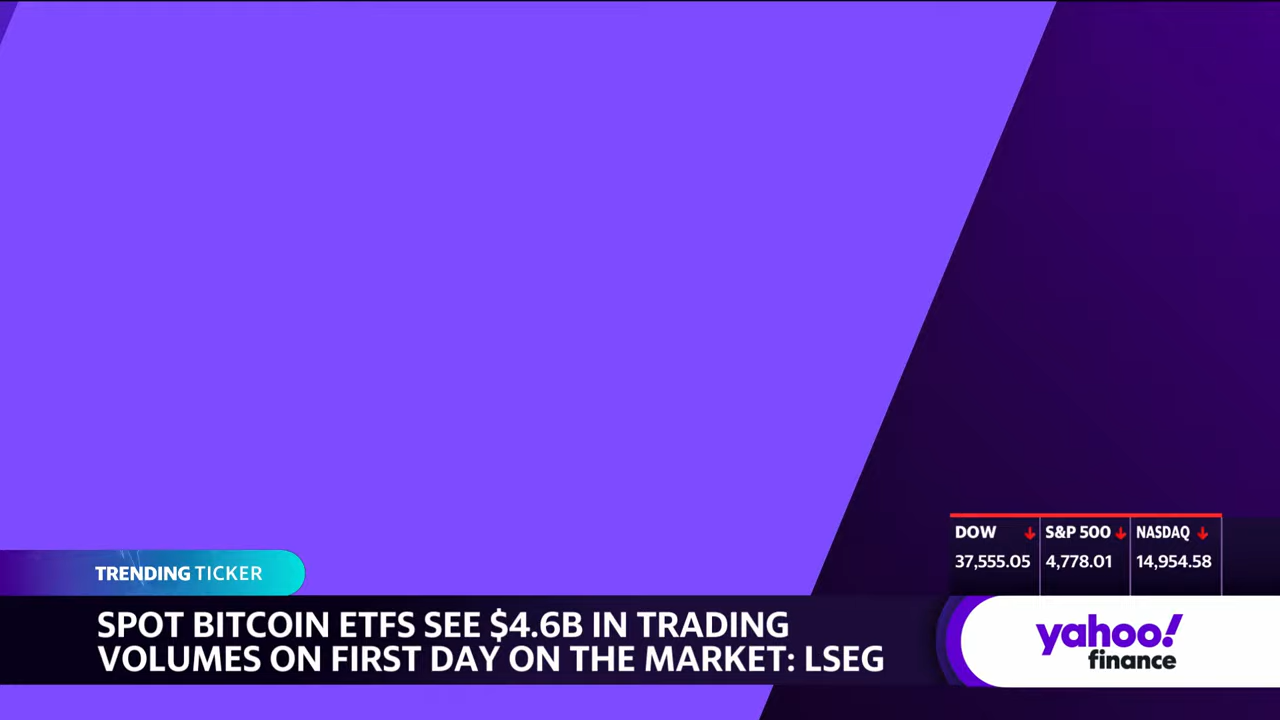 TRENDING TICKER
SPOT BITCOIN ETFS SEE $4.6B IN TRADING
VOLUMES ON FIRST DAY ON THE MARKET: LSEG
DOW
37,555.05
S&P 500
4,778.01
NASDAQ
14,954.58
yahoo!
finance